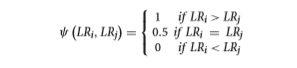 ψ (LRᵢ, LRⱼ) = { 1 if LRᵢ > LRⱼ
0.5 if LRᵢ = LRⱼ
0 if LRᵢ < LRⱼ